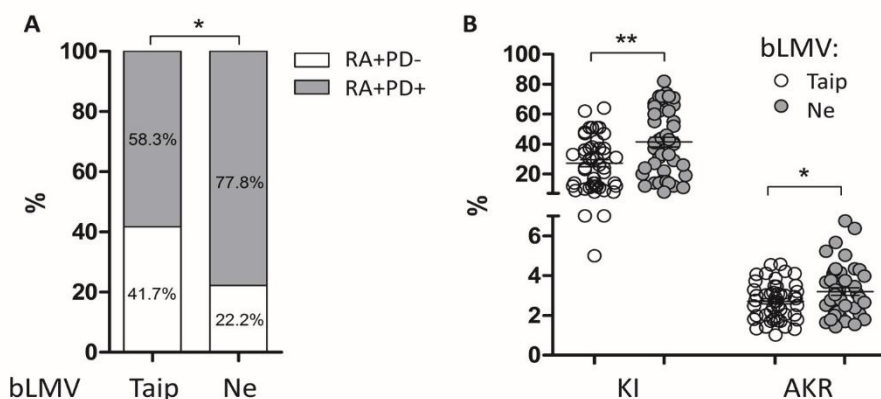 A
*
100
80
60
40
20
0
%
58.3%
77.8%
41.7%
22.2%
bLMV Taip Ne
RA+PD-
RA+PD+
B
**
*
100
80
60
40
20
6
4
2
0
%
KI AKR
bLMV:
Taip
Ne